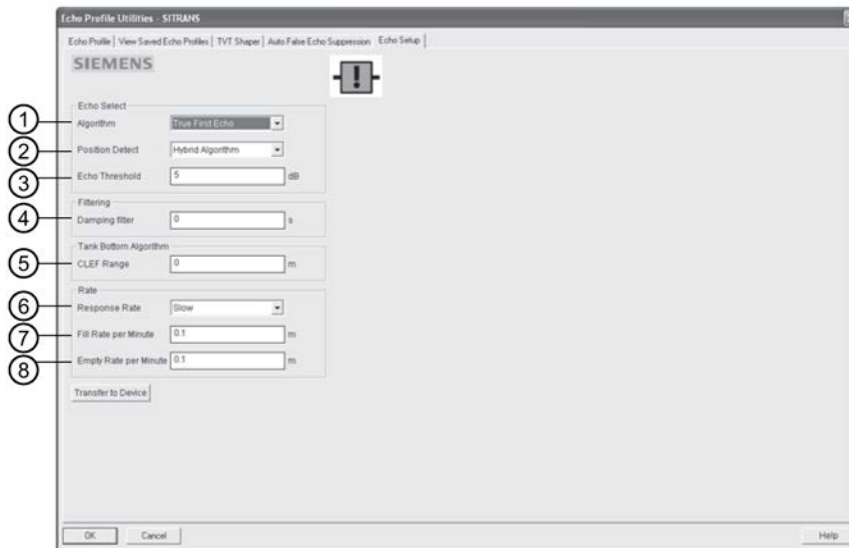 Echo Profile Utilities - SITRANS
Echo Profile | View Saved Echo Profiles | TVT Shaper | Auto False Echo Suppression | Echo Setup
SIEMENS
Echo Select
1 Algorithm True First Echo
2 Position Detect Hybrid Algorithm
3 Echo Threshold 5 dB
Filtering
4 Damping filter 0 s
Tank Bottom Algorithm
5 CLEF Range 0 m
Rate
6 Response Rate Slow
7 Fill Rate per Minute 0.1 m
8 Empty Rate per Minute 0.1 m
Transfer to Device
OK Cancel Help